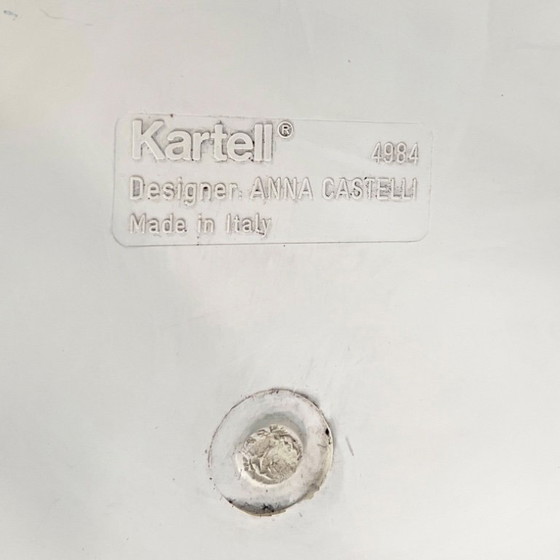 Kartell® 4984
Designer: ANNA CASTELLI
Made in Italy